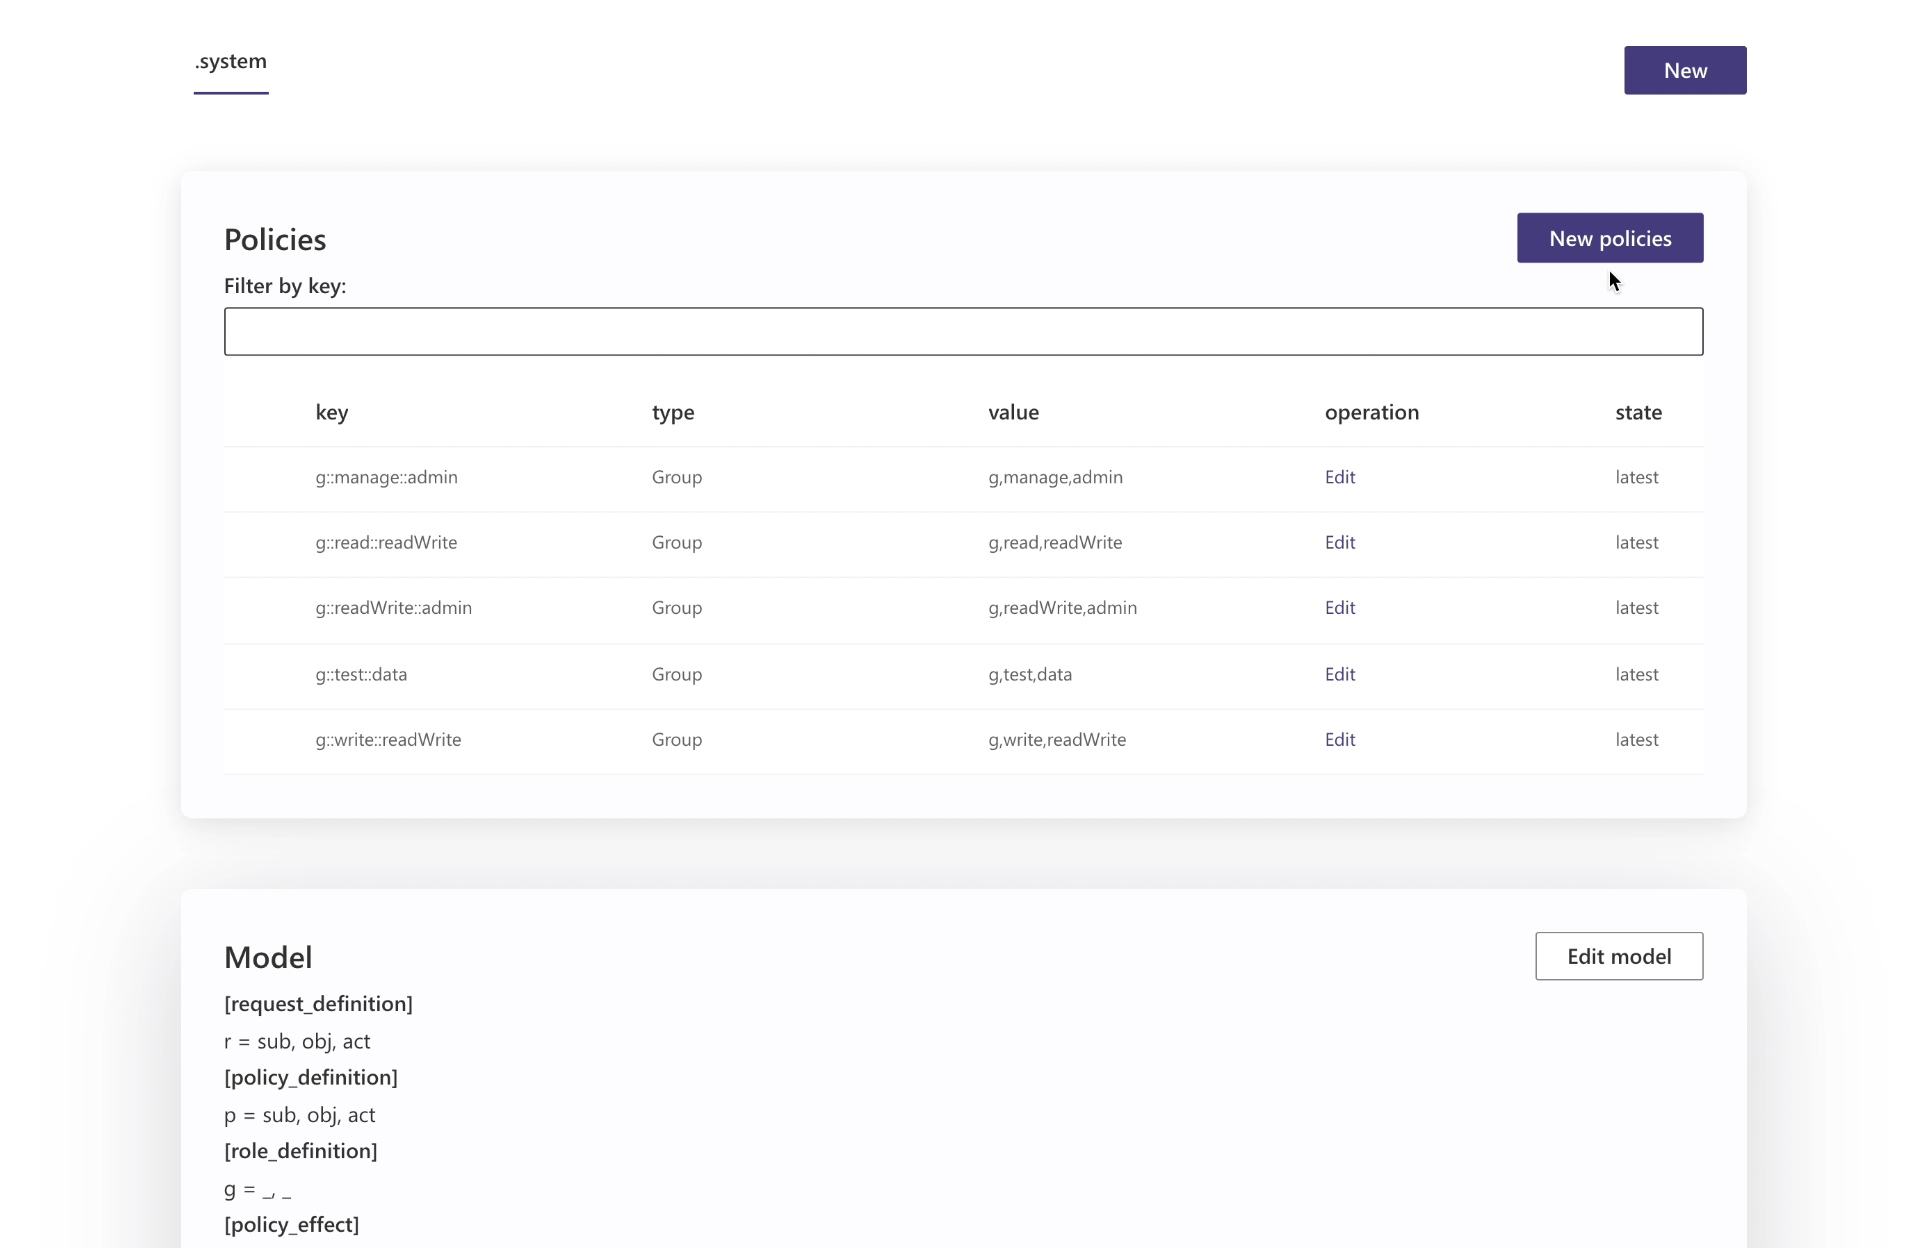 .system
New
Policies
New policies
Filter by key:
key type value operation state
g::manage::admin Group g,manage,admin Edit latest
g::read::readWrite Group g,read,readWrite Edit latest
g::readWrite::admin Group g,readWrite,admin Edit latest
g::test::data Group g,test,data Edit latest
g::write::readWrite Group g,write,readWrite Edit latest
Model
Edit model
[request_definition]
r = sub, obj, act
[policy_definition]
p = sub, obj, act
[role_definition]
g = _, _
[policy_effect]